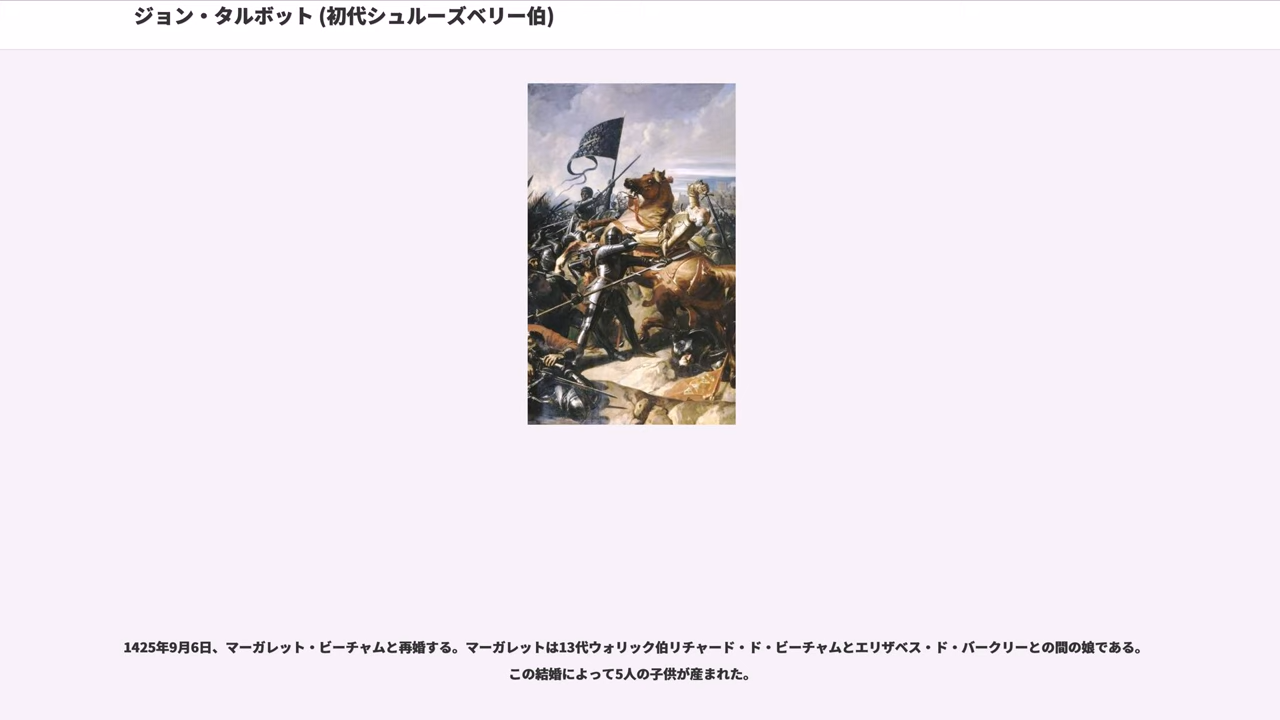 ジョン・タルボット (初代シュルーズベリー伯)
1425年9月6日、マーガレット・ビーチャムと再婚する。マーガレットは13代ウォリック伯リチャード・ド・ビーチャムとエリザベス・ド・バークリーとの間の娘である。
この結婚によって5人の子供が産まれた。